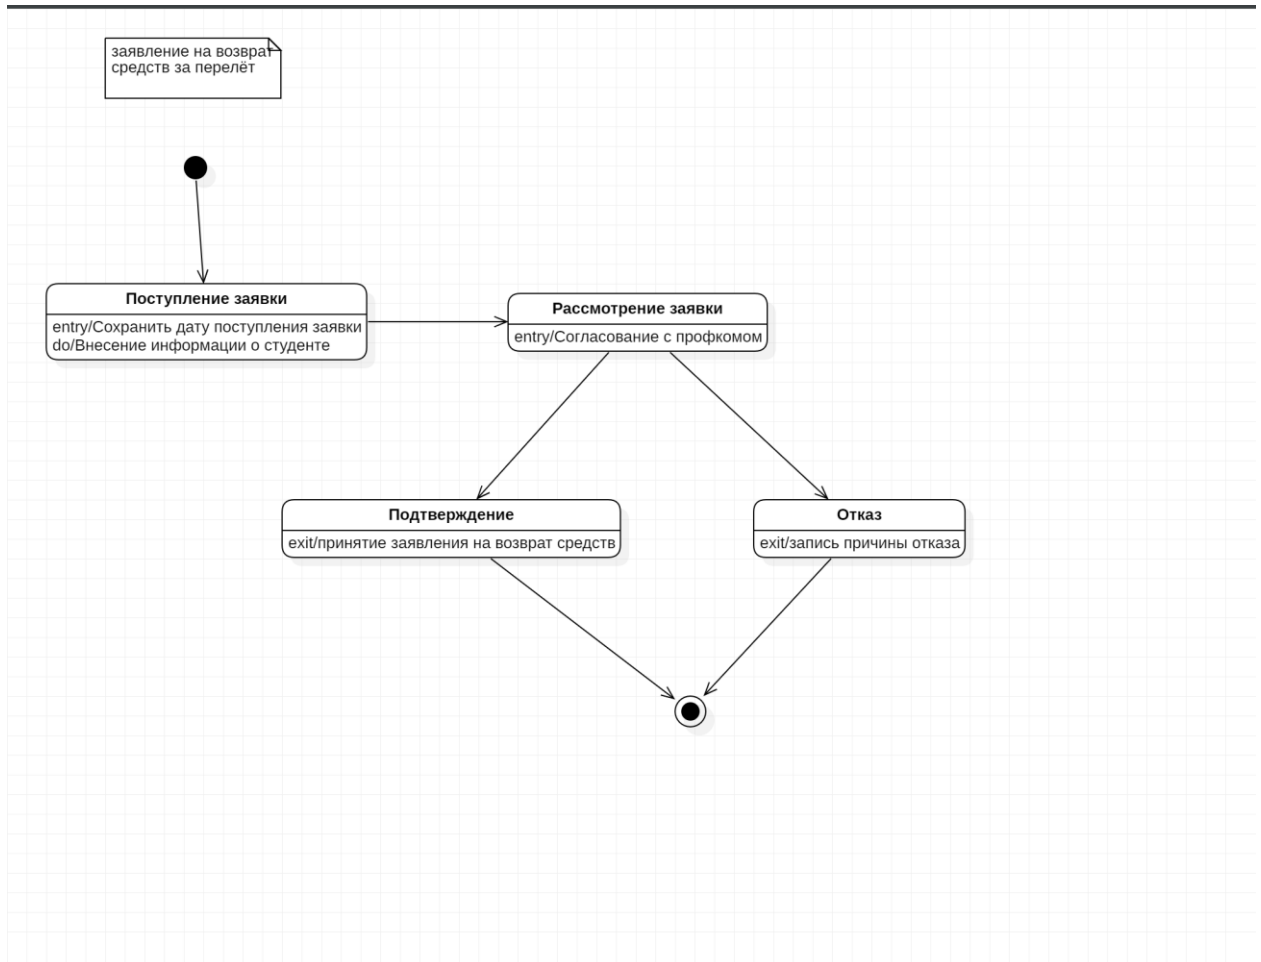 заявление на возврат
средств за перелёт
Поступление заявки
entry/Сохранить дату поступления заявки
do/Внесение информации о студенте
Рассмотрение заявки
entry/Согласование с профкомом
Подтверждение
exit/принятие заявления на возврат средств
Отказ
exit/запись причины отказа